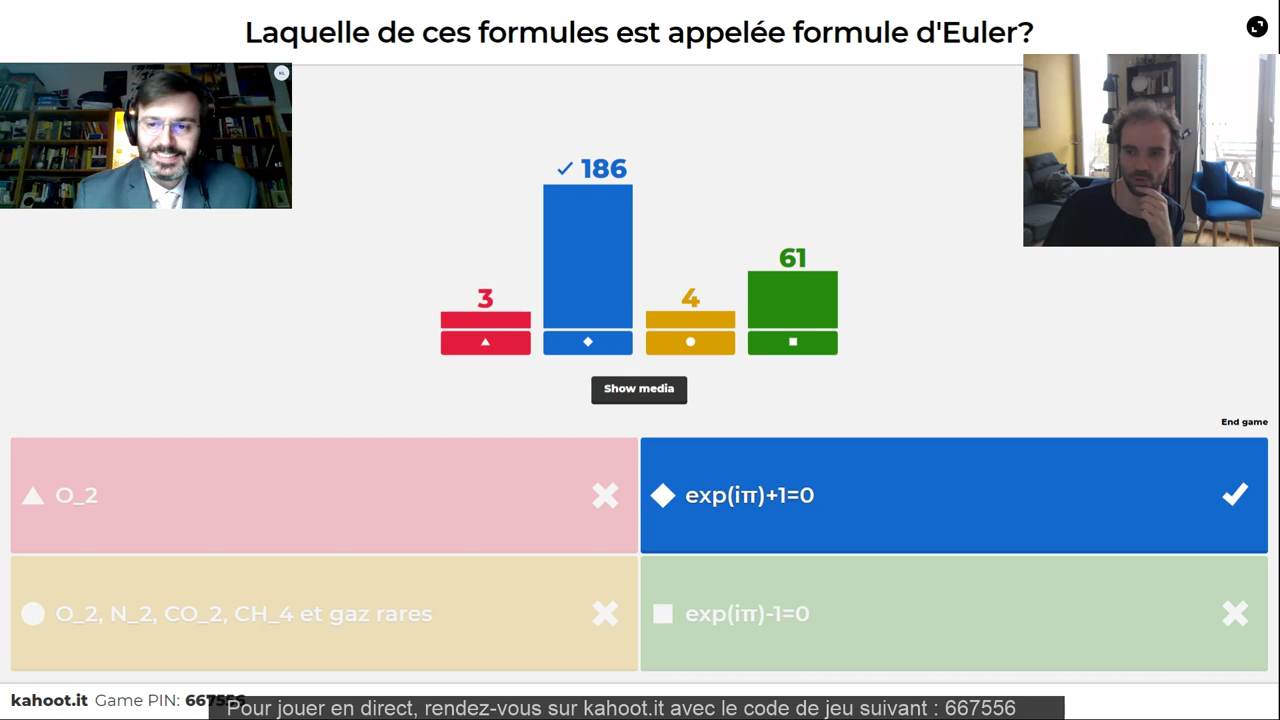 Laquelle de ces formules est appelée formule d'Euler?
KL
186
61
3
4
Show media
End game
O_2
exp(iπ)+1=0
O_2, N_2, CO_2, CH_4 et gaz rares
exp(iπ)-1=0
kahoot.it Game PIN: 667556
Pour jouer en direct, rendez-vous sur kahoot.it avec le code de jeu suivant : 667556